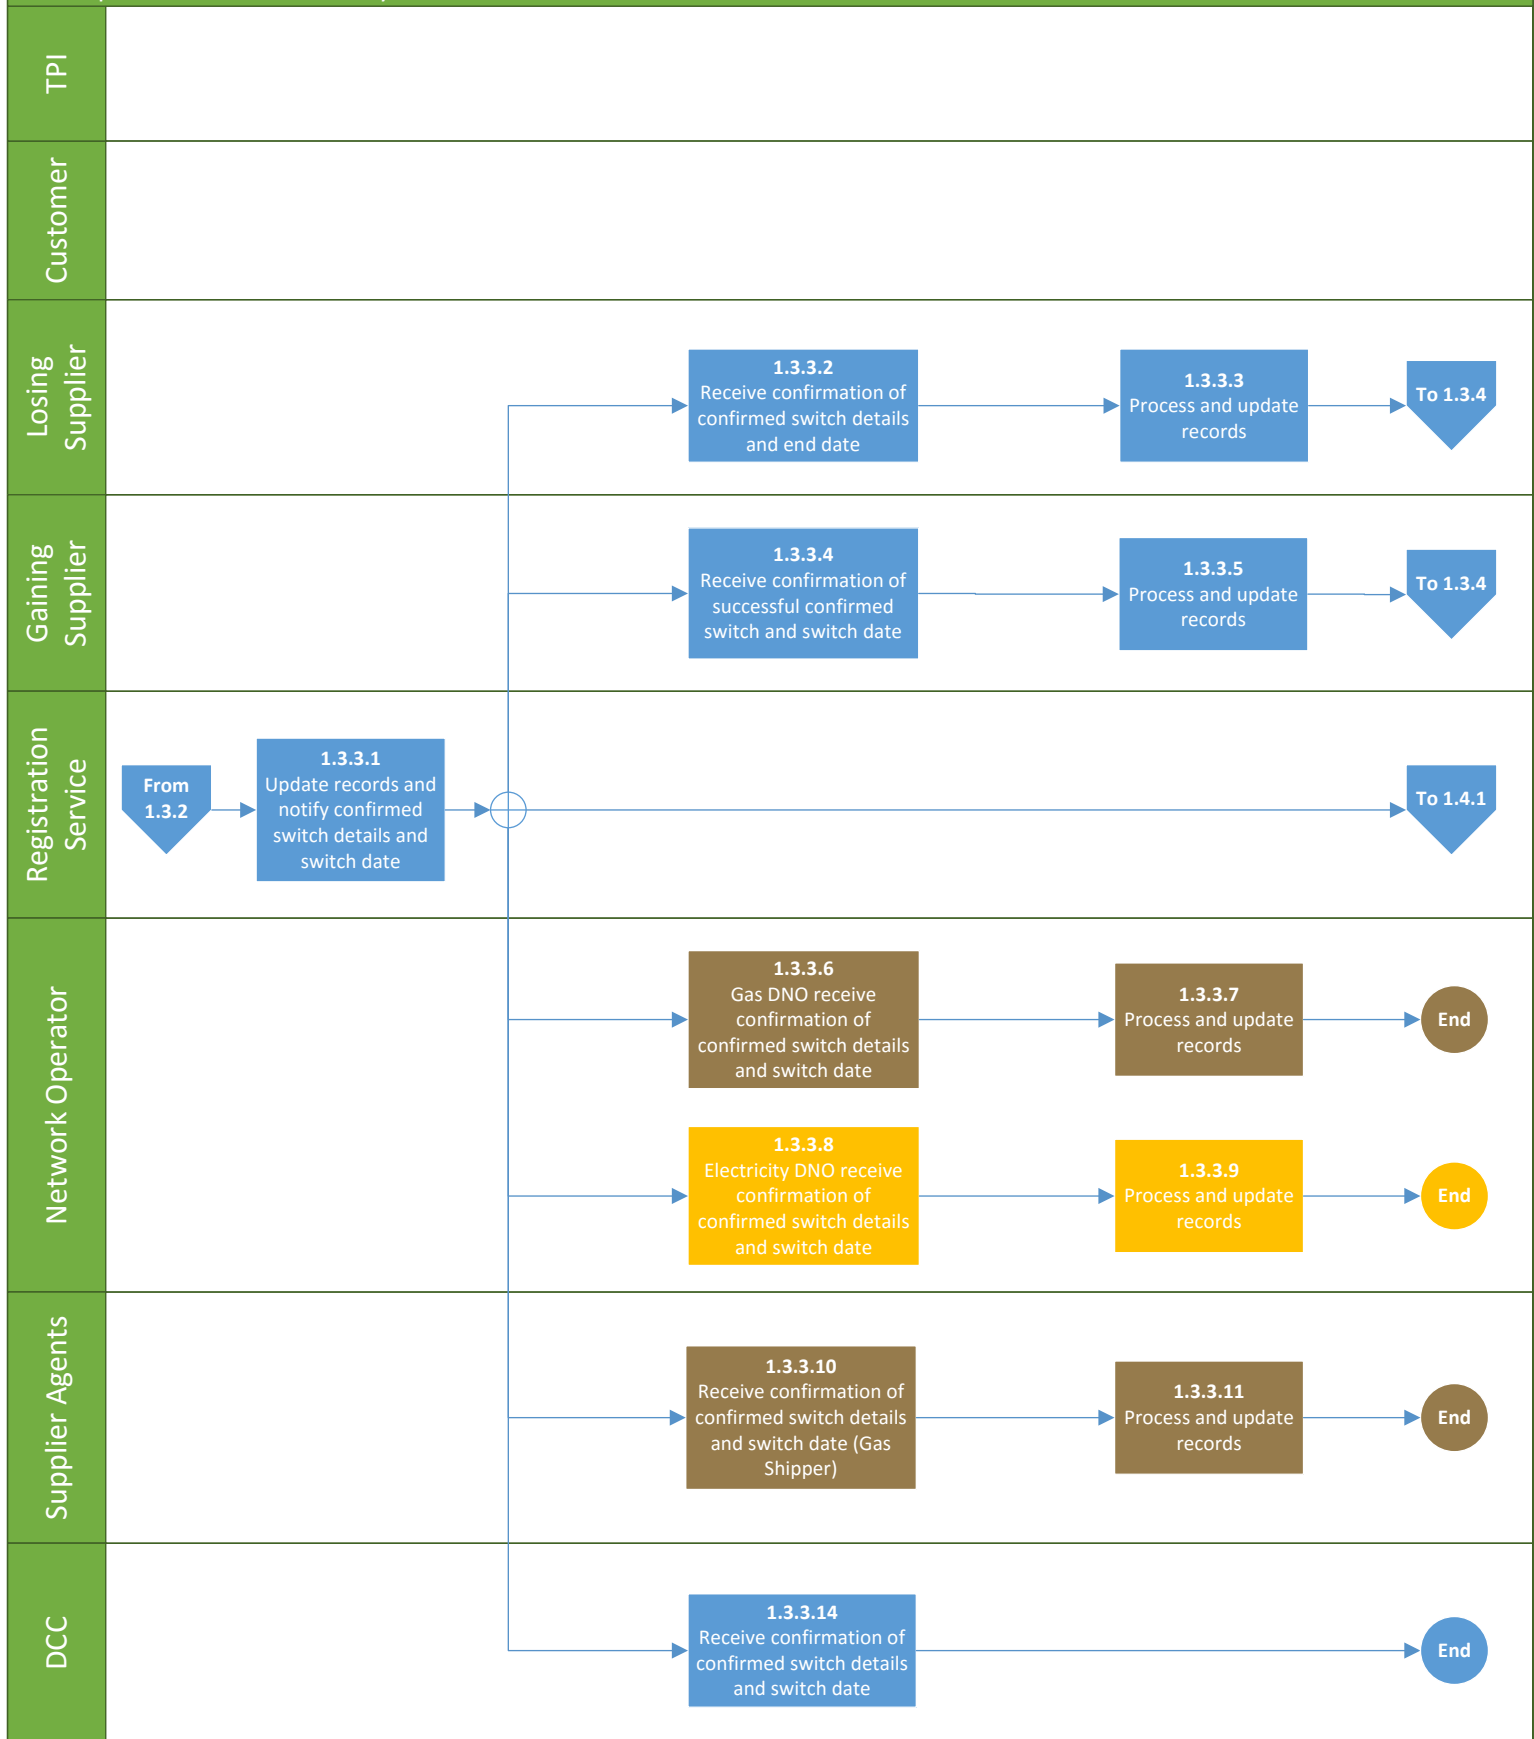 TPI
Customer
Losing
Supplier
1.3.3.2
Receive confirmation of
confirmed switch details
and end date
1.3.3.3
Process and update
records
To 1.3.4
Gaining
Supplier
1.3.3.4
Receive confirmation of
successful confirmed
switch and switch date
1.3.3.5
Process and update
records
To 1.3.4
Registration
Service
From
1.3.2
1.3.3.1
Update records and
notify confirmed
switch details and
switch date
To 1.4.1
Network Operator
1.3.3.6
Gas DNO receive
confirmation of
confirmed switch details
and switch date
1.3.3.7
Process and update
records
End
1.3.3.8
Electricity DNO receive
confirmation of
confirmed switch details
and switch date
1.3.3.9
Process and update
records
End
Supplier Agents
1.3.3.10
Receive confirmation of
confirmed switch details
and switch date (Gas
Shipper)
1.3.3.11
Process and update
records
End
DCC
1.3.3.14
Receive confirmation of
confirmed switch details
and switch date
End